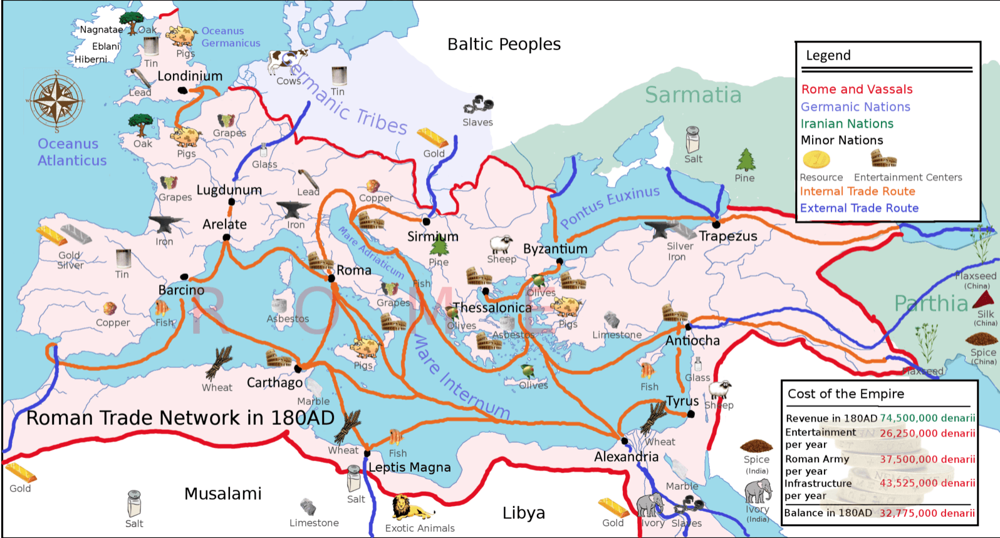 Nagnatae
Eblani
Hiberni
Oak
Tin
Pigs
Oceanus
Germanicus
Londinium
Lead
N
W
E
S
Oceanus
Atlanticus
Oak
Pigs
Grapes
Glass
Cows
Tin
Germanic Tribes
Baltic Peoples
Slaves
Gold
Sarmatia
Salt
Pine
Legend
Rome and Vassals
Germanic Nations
Iranian Nations
Minor Nations
Resource
Entertainment Centers
Internal Trade Route
External Trade Route
Grapes
Lugdunum
Lead
Copper
Iron
Iron
Arelate
Gold
Silver
Tin
Barcino
Copper
Fish
Asbestos
Roma
Mare Adriaticum
Sirmium
Pine
Sheep
Byzantium
Pontus Euxinus
Silver
Iron
Trapezus
Fish
Grapes
Olives
Thessalonica
Olives
Asbestos
Pigs
Limestone
Antiocha
Parthia
Flaxseed
(China)
Silk
(China)
Spice
(China)
Flaxseed
R O M E
Pigs
Wheat
Carthago
Marble
Mare Internum
Olives
Fish
Glass
Tyrus
Sheep
Roman Trade Network in 180AD
Wheat
Fish
Leptis Magna
Wheat
Alexandria
Marble
Spice
(India)
Ivory
(India)
Gold
Musalami
Salt
Salt
Limestone
Exotic Animals
Libya
Gold
Ivory
Slaves
Cost of the Empire
Revenue in 180AD 74,500,000 denarii
Entertainment 26,250,000 denarii
per year
Roman Army 37,500,000 denarii
per year
Infrastructure 43,525,000 denarii
per year
Balance in 180AD 32,775,000 denarii